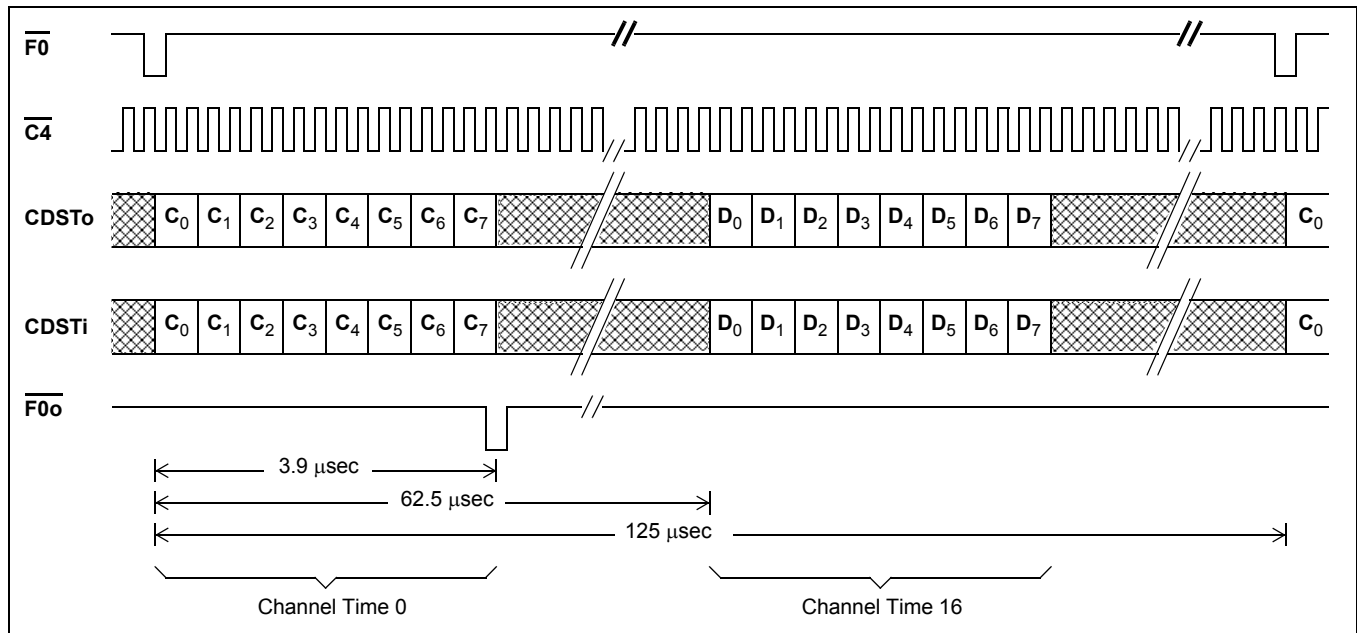 F0
C4
CDSTo C0 C1 C2 C3 C4 C5 C6 C7 D0 D1 D2 D3 D4 D5 D6 D7 C0
CDSTi C0 C1 C2 C3 C4 C5 C6 C7 D0 D1 D2 D3 D4 D5 D6 D7 C0
F0o
3.9 μsec
62.5 μsec
125 μsec
Channel Time 0 Channel Time 16